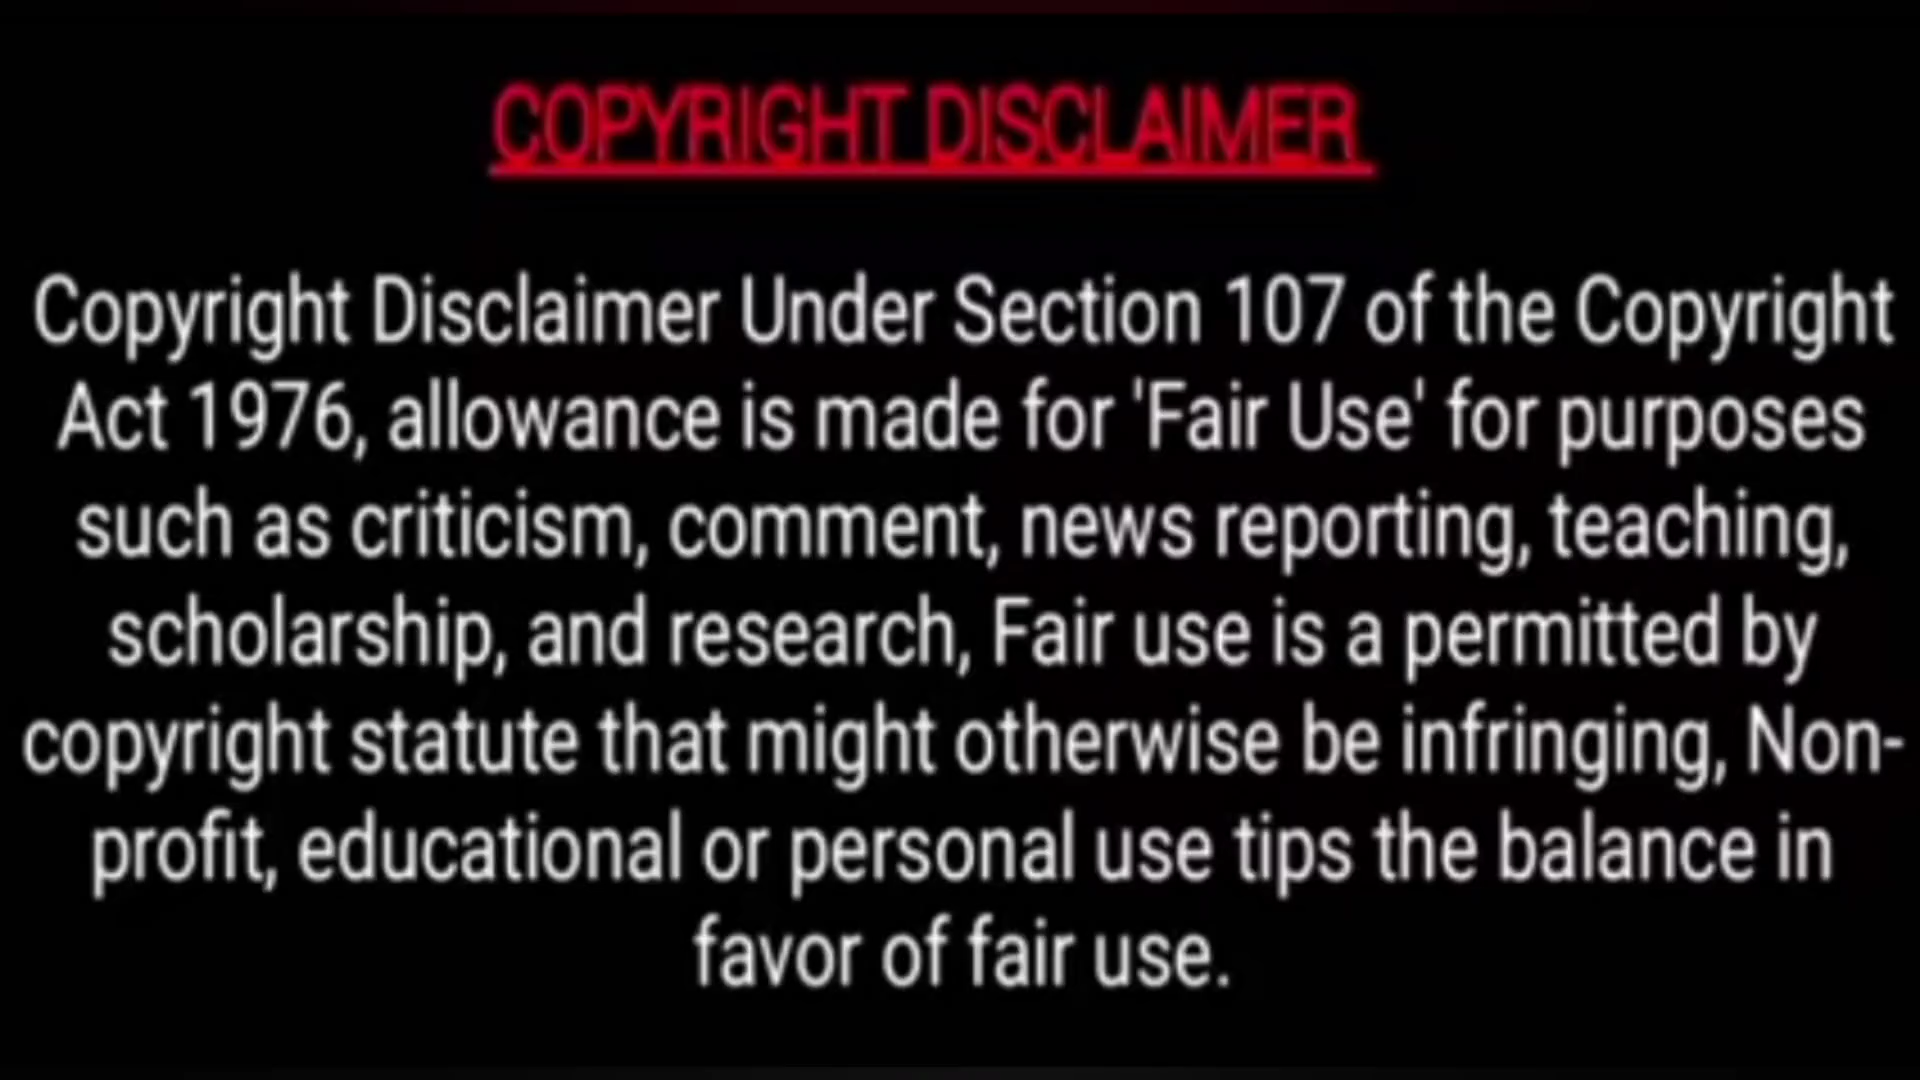 COPYRIGHT DISCLAIMER
Copyright Disclaimer Under Section 107 of the Copyright
Act 1976, allowance is made for 'Fair Use' for purposes
such as criticism, comment, news reporting, teaching,
scholarship, and research, Fair use is a permitted by
copyright statute that might otherwise be infringing, Non-
profit, educational or personal use tips the balance in
favor of fair use.